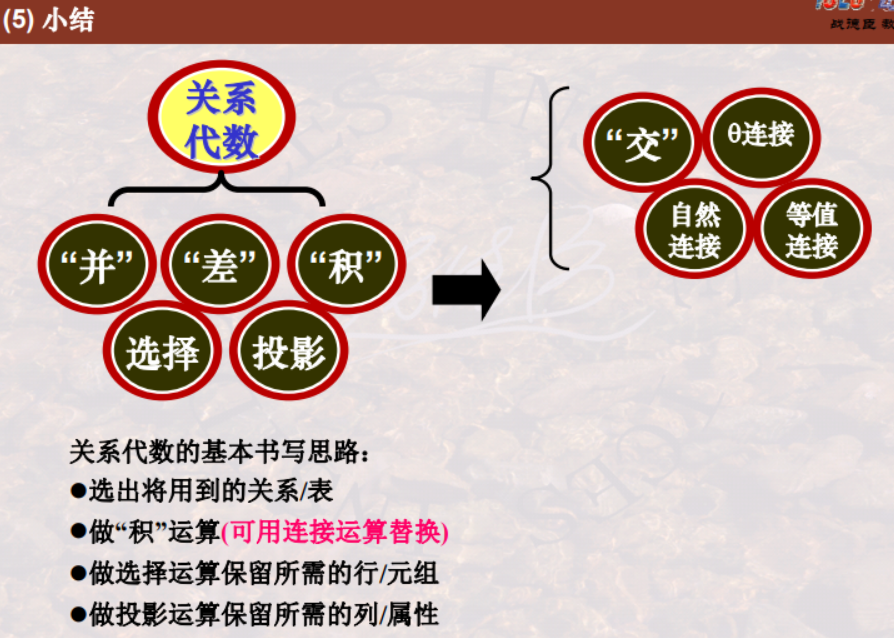 (5) 小结
战德臣 教
关系
代数
“并”
“差”
“积”
选择
投影
“交”
θ连接
自然
连接
等值
连接
关系代数的基本书写思路：
●选出将用到的关系/表
●做“积”运算(可用连接运算替换)
●做选择运算保留所需的行/元组
●做投影运算保留所需的列/属性